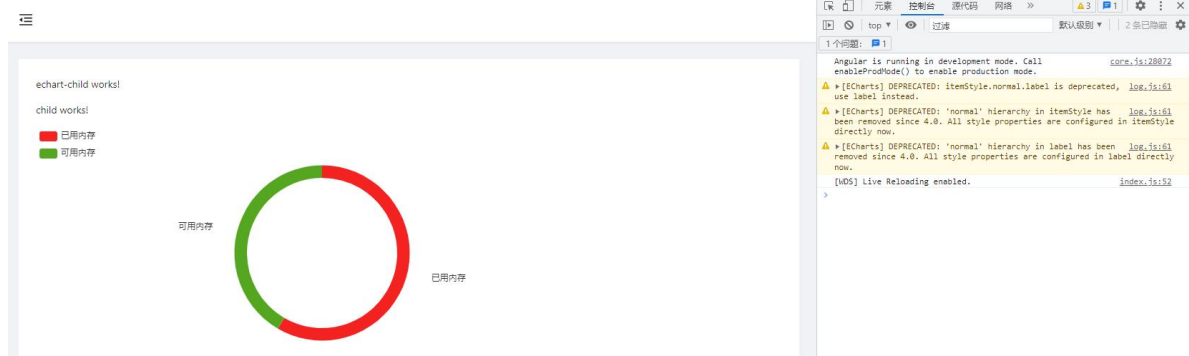 元素 控制台 源代码 网络 » 3 1
top 过滤 默认级别 2 条已隐藏
1 个问题: 1
echart-child works!
child works!
已用内存
可用内存
可用内存
已用内存
Angular is running in development mode. Call core.js:28072
enableProdMode() to enable production mode.
[ECharts] DEPRECATED: itemStyle.normal.label is deprecated, log.js:61
use label instead.
[ECharts] DEPRECATED: 'normal' hierarchy in itemStyle has log.js:61
been removed since 4.0. All style properties are configured in itemStyle
directly now.
[ECharts] DEPRECATED: 'normal' hierarchy in label has been log.js:61
removed since 4.0. All style properties are configured in label directly
now.
[WDS] Live Reloading enabled. index.js:52